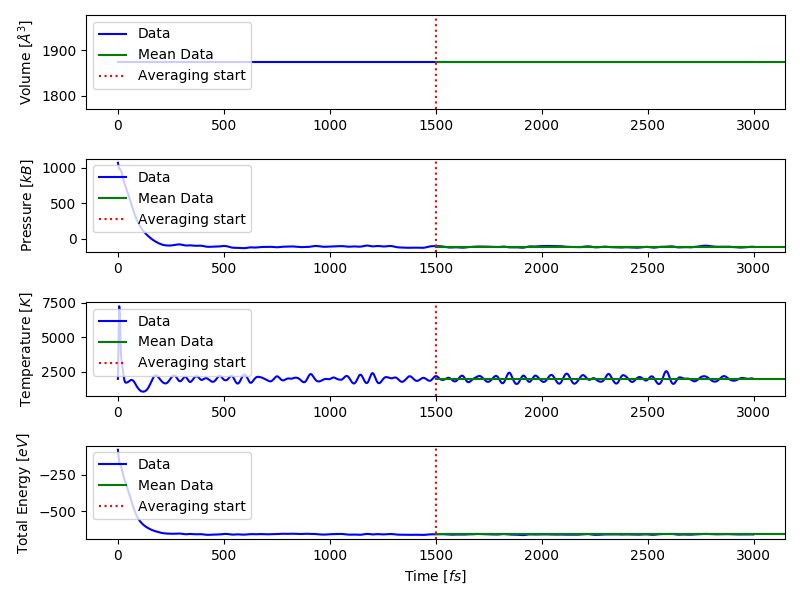 Volume [Å³]
1900
1800
Data
Mean Data
Averaging start
0 500 1000 1500 2000 2500 3000
Pressure [kB]
1000
500
0
Data
Mean Data
Averaging start
0 500 1000 1500 2000 2500 3000
Temperature [K]
7500
5000
2500
Data
Mean Data
Averaging start
0 500 1000 1500 2000 2500 3000
Total Energy [eV]
−250
−500
Data
Mean Data
Averaging start
0 500 1000 1500 2000 2500 3000
Time [fs]